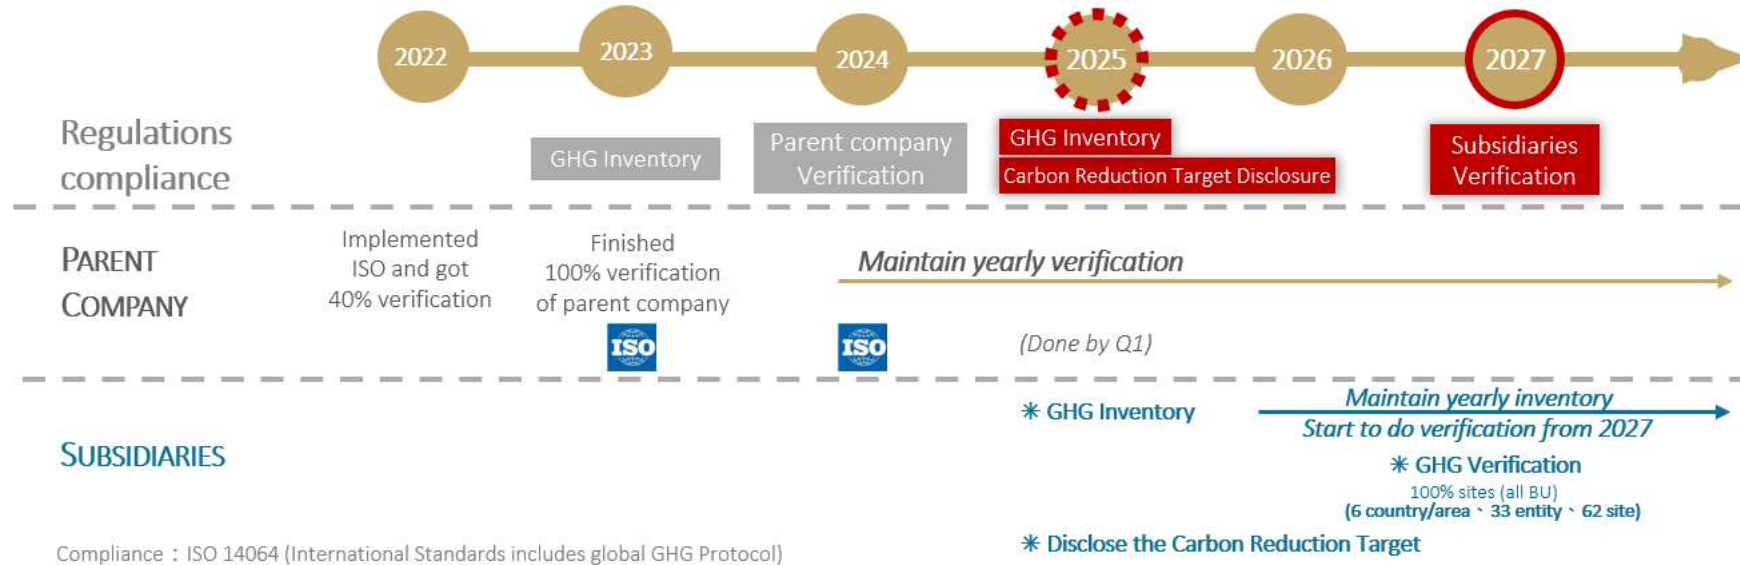 2022
2023
2024
2025
2026
2027
Regulations
compliance
GHG Inventory
Parent company
Verification
GHG Inventory
Carbon Reduction Target Disclosure
Subsidiaries
Verification
PARENT
COMPANY
Implemented
ISO and got
40% verification
Finished
100% verification
of parent company
ISO
Maintain yearly verification
ISO
(Done by Q1)
SUBSIDIARIES
✳ GHG Inventory
Maintain yearly inventory
Start to do verification from 2027
✳ GHG Verification
100% sites (all BU)
(6 country/area、33 entity、62 site)
✳ Disclose the Carbon Reduction Target
Compliance：ISO 14064 (International Standards includes global GHG Protocol)